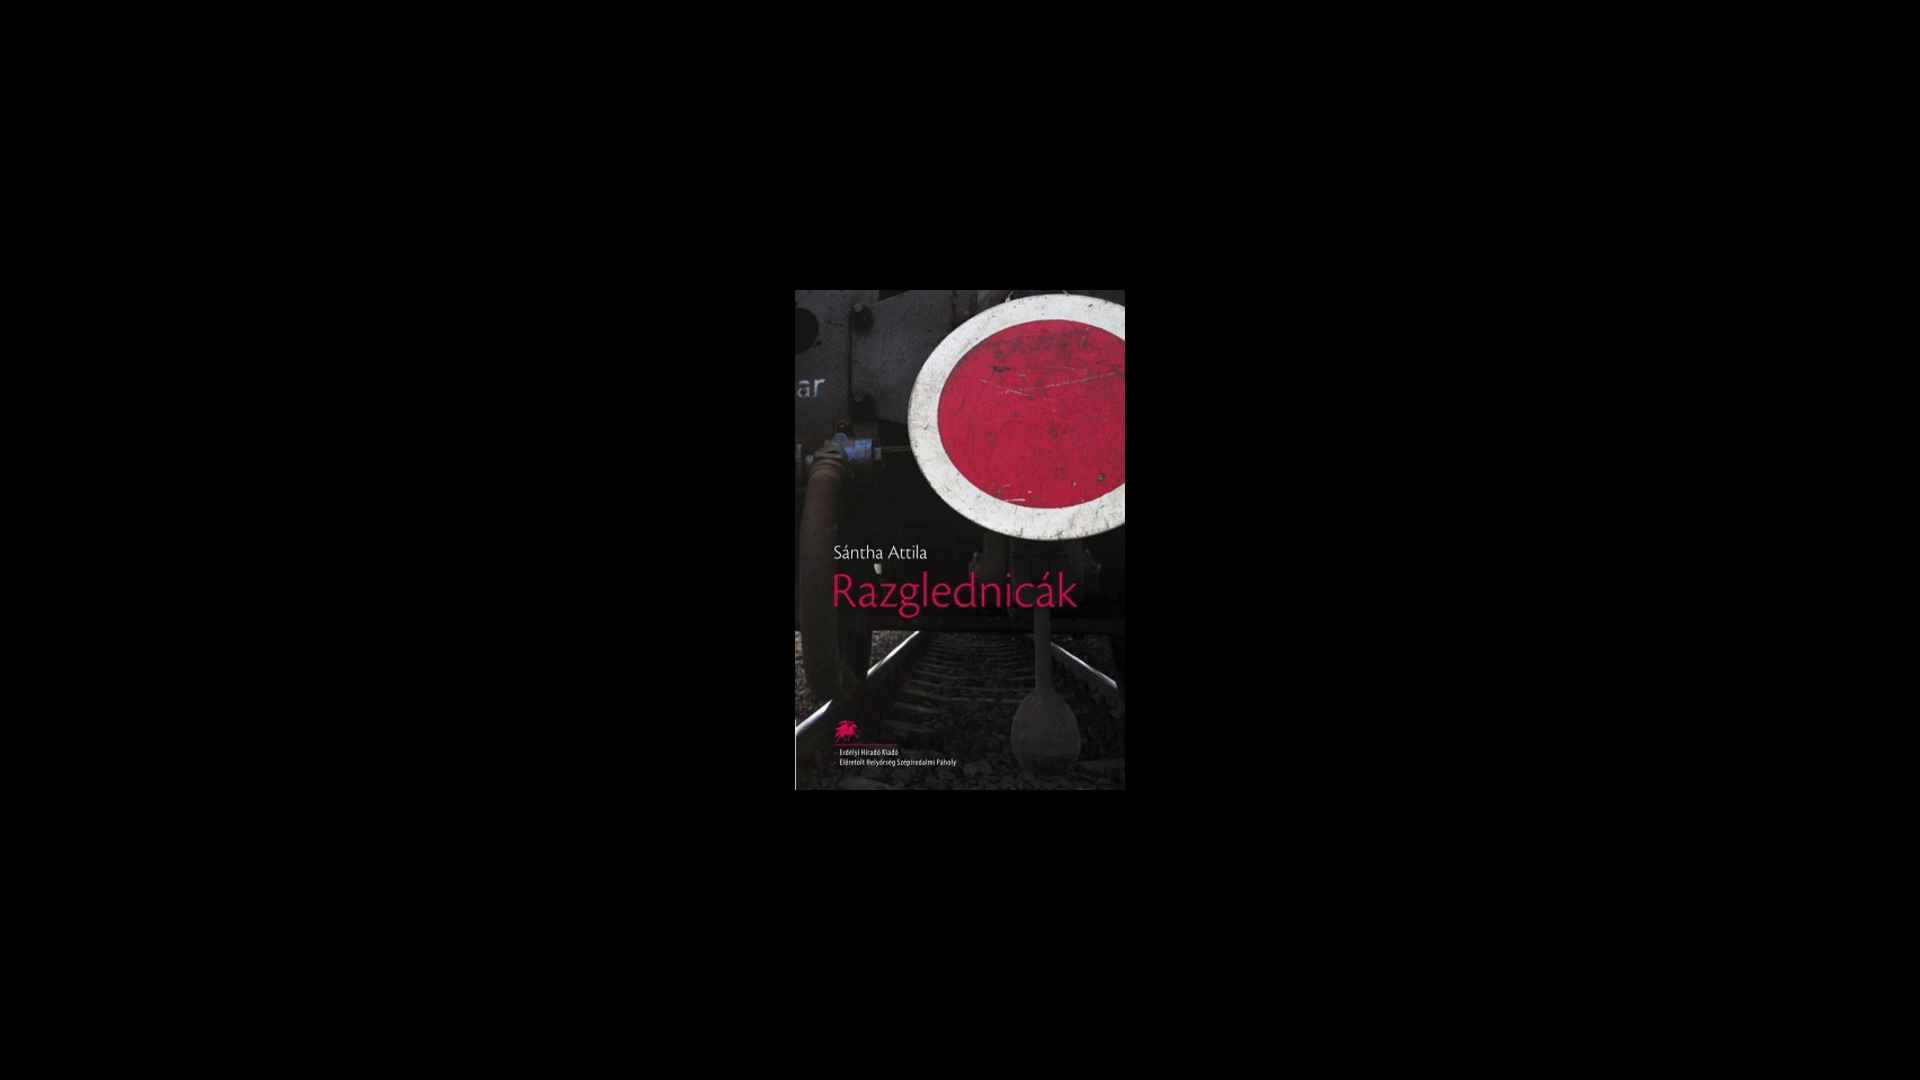 ar
Sántha Attila
Razglednicák
Erdélyi Híradó Kiadó
Előretolt Helyőrség Szépirodalmi Páholy